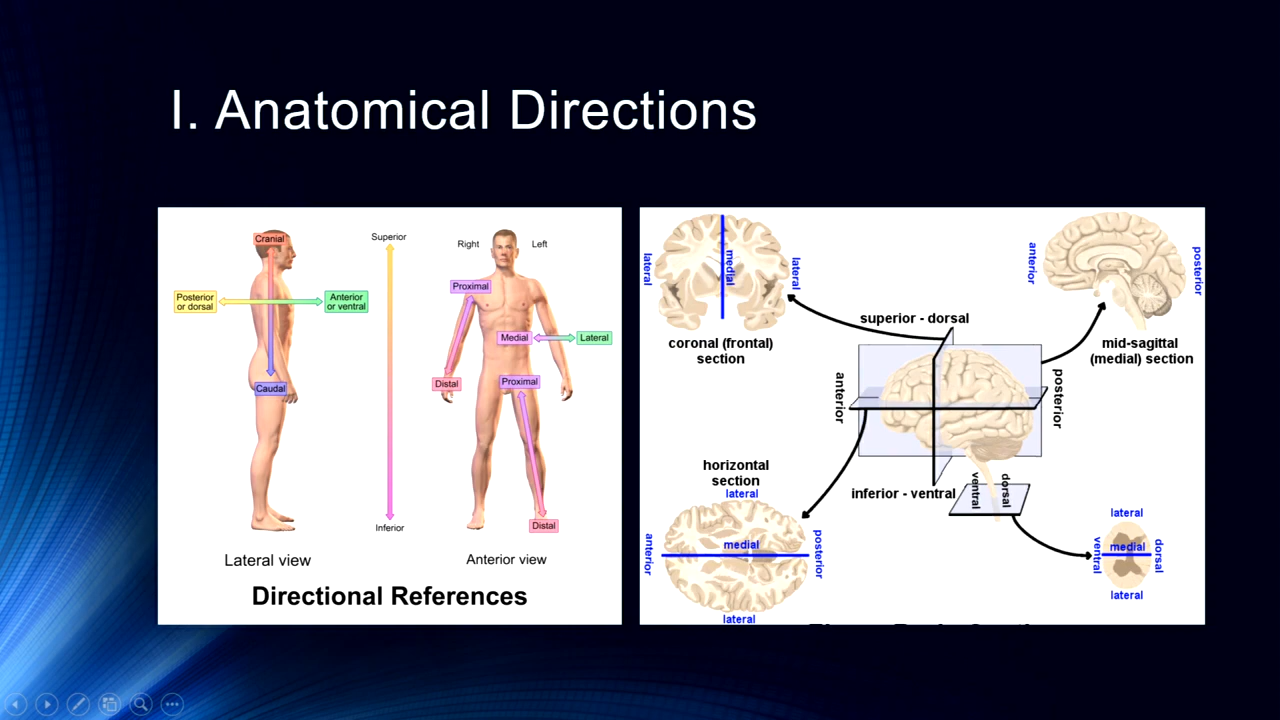 I. Anatomical Directions
Cranial
Posterior
or dorsal
Anterior
or ventral
Caudal
Lateral view
Superior
Inferior
Right
Left
Proximal
Medial
Lateral
Distal
Proximal
Distal
Anterior view
Directional References
lateral
medial
lateral
coronal (frontal)
section
anterior
posterior
mid-sagittal
(medial) section
superior - dorsal
anterior
posterior
inferior - ventral
ventral
dorsal
horizontal
section
lateral
anterior
medial
posterior
lateral
lateral
ventral
medial
dorsal
lateral